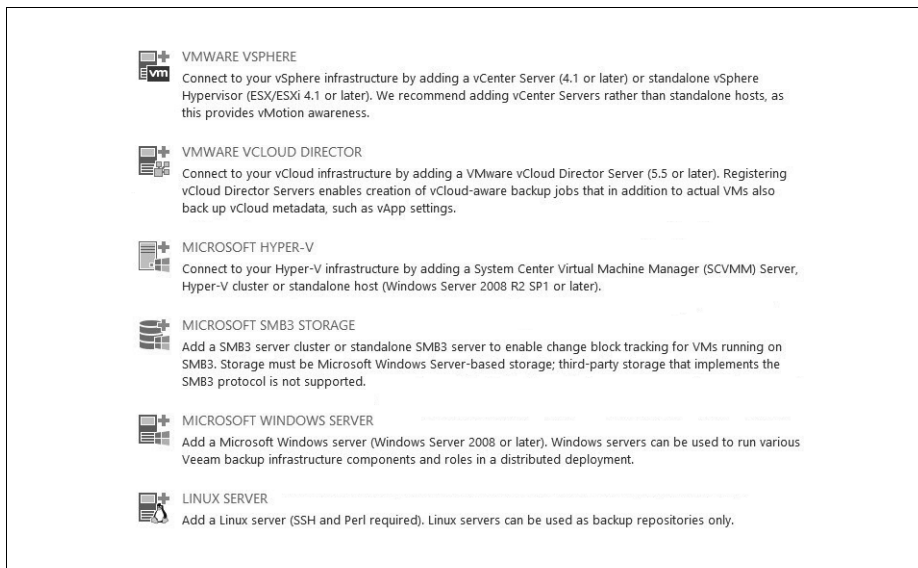 VMWARE VSPHERE
Connect to your vSphere infrastructure by adding a vCenter Server (4.1 or later) or standalone vSphere
Hypervisor (ESX/ESXi 4.1 or later). We recommend adding vCenter Servers rather than standalone hosts, as
this provides vMotion awareness.
VMWARE VCLOUD DIRECTOR
Connect to your vCloud infrastructure by adding a VMware vCloud Director Server (5.5 or later). Registering
vCloud Director Servers enables creation of vCloud-aware backup jobs that in addition to actual VMs also
back up vCloud metadata, such as vApp settings.
MICROSOFT HYPER-V
Connect to your Hyper-V infrastructure by adding a System Center Virtual Machine Manager (SCVMM) Server,
Hyper-V cluster or standalone host (Windows Server 2008 R2 SP1 or later).
MICROSOFT SMB3 STORAGE
Add a SMB3 server cluster or standalone SMB3 server to enable change block tracking for VMs running on
SMB3. Storage must be Microsoft Windows Server-based storage; third-party storage that implements the
SMB3 protocol is not supported.
MICROSOFT WINDOWS SERVER
Add a Microsoft Windows server (Windows Server 2008 or later). Windows servers can be used to run various
Veeam backup infrastructure components and roles in a distributed deployment.
LINUX SERVER
Add a Linux server (SSH and Perl required). Linux servers can be used as backup repositories only.
vm